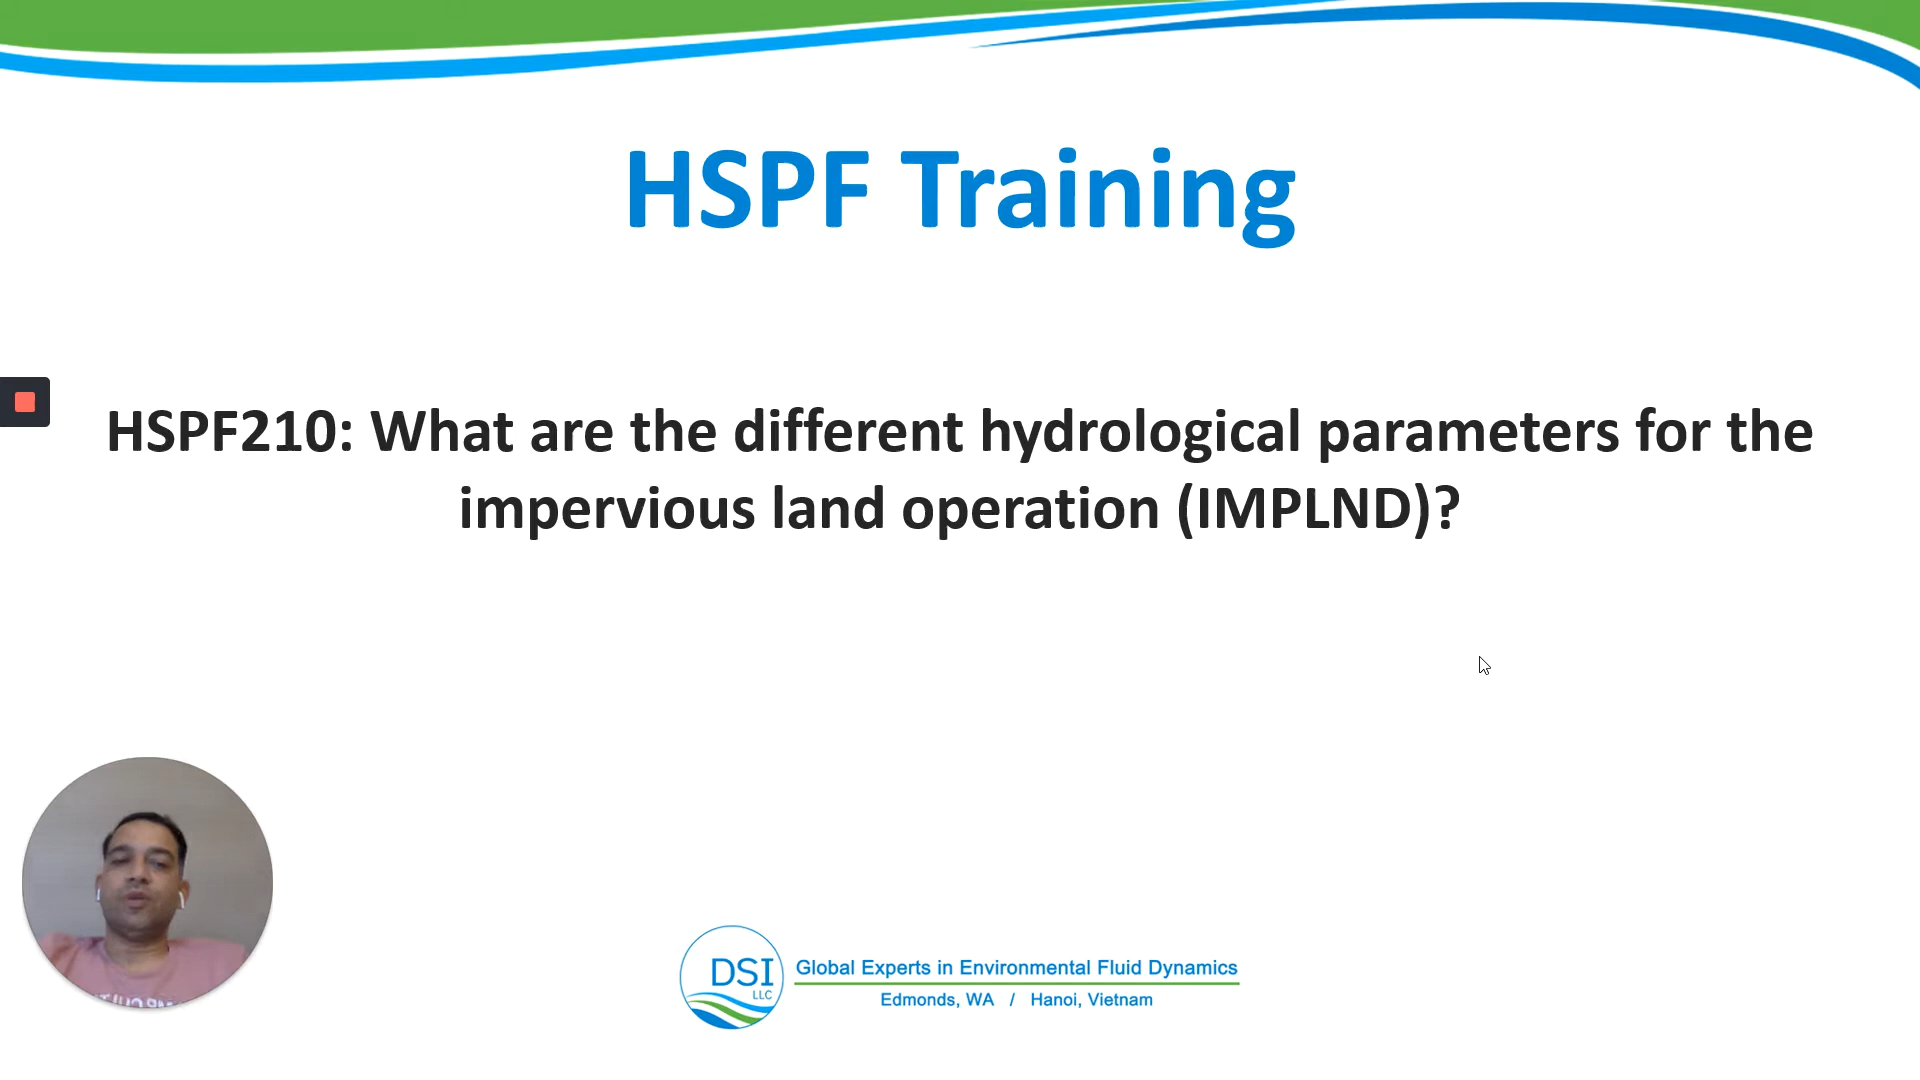 HSPF Training
HSPF210: What are the different hydrological parameters for the
impervious land operation (IMPLND)?
DSI
LLC
Global Experts in Environmental Fluid Dynamics
Edmonds, WA / Hanoi, Vietnam